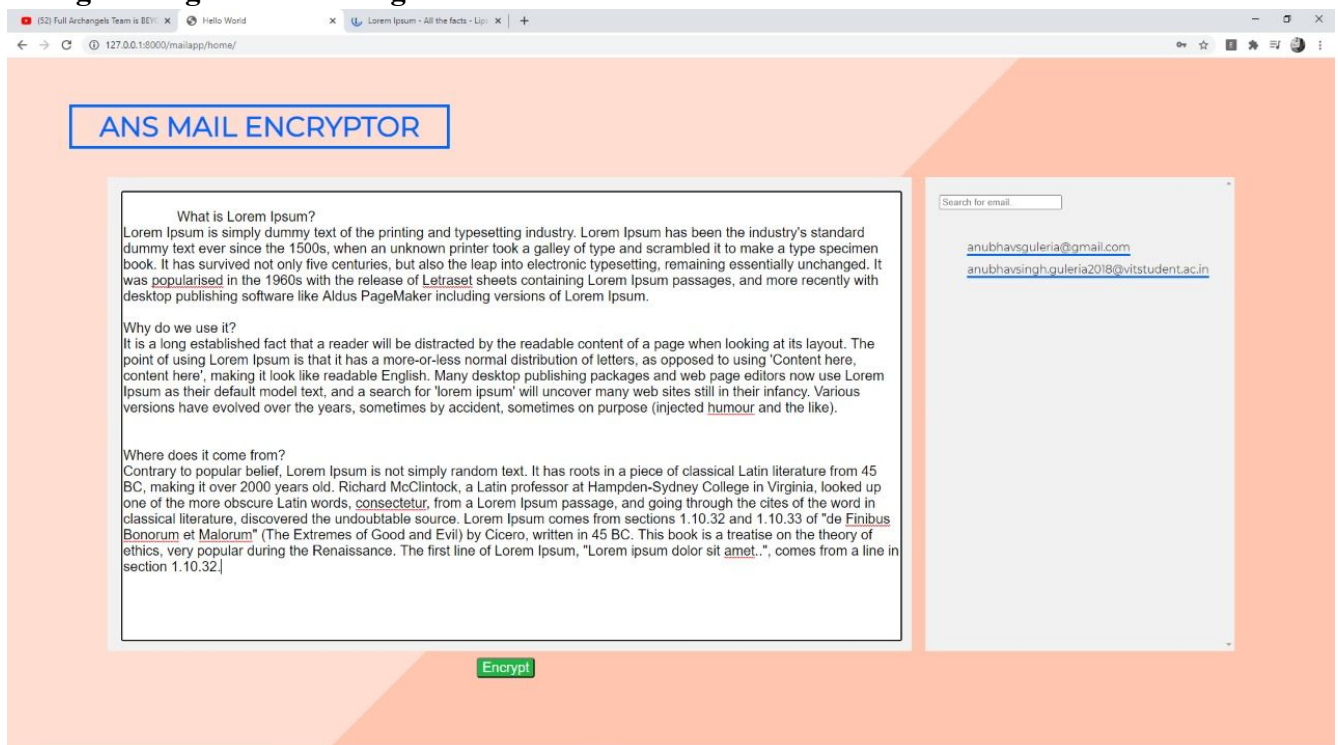 (52) Full Archangels Team is BEY
Hello World
Lorem Ipsum - All the facts - Lip
127.0.0.1:8000/mailapp/home/
ANS MAIL ENCRYPTOR
What is Lorem Ipsum?
Lorem Ipsum is simply dummy text of the printing and typesetting industry. Lorem Ipsum has been the industry's standard
dummy text ever since the 1500s, when an unknown printer took a galley of type and scrambled it to make a type specimen
book. It has survived not only five centuries, but also the leap into electronic typesetting, remaining essentially unchanged. It
was popularised in the 1960s with the release of Letraset sheets containing Lorem Ipsum passages, and more recently with
desktop publishing software like Aldus PageMaker including versions of Lorem Ipsum.
Why do we use it?
It is a long established fact that a reader will be distracted by the readable content of a page when looking at its layout. The
point of using Lorem Ipsum is that it has a more-or-less normal distribution of letters, as opposed to using 'Content here,
content here', making it look like readable English. Many desktop publishing packages and web page editors now use Lorem
Ipsum as their default model text, and a search for 'lorem ipsum' will uncover many web sites still in their infancy. Various
versions have evolved over the years, sometimes by accident, sometimes on purpose (injected humour and the like).
Where does it come from?
Contrary to popular belief, Lorem Ipsum is not simply random text. It has roots in a piece of classical Latin literature from 45
BC, making it over 2000 years old. Richard McClintock, a Latin professor at Hampden-Sydney College in Virginia, looked up
one of the more obscure Latin words, consectetur, from a Lorem Ipsum passage, and going through the cites of the word in
classical literature, discovered the undoubtable source. Lorem Ipsum comes from sections 1.10.32 and 1.10.33 of "de Finibus
Bonorum et Malorum" (The Extremes of Good and Evil) by Cicero, written in 45 BC. This book is a treatise on the theory of
ethics, very popular during the Renaissance. The first line of Lorem Ipsum, "Lorem ipsum dolor sit amet..", comes from a line in
section 1.10.32.
Search for email..
anubhavsguleria@gmail.com
anubhavsingh.guleria2018@vitstudent.ac.in
Encrypt